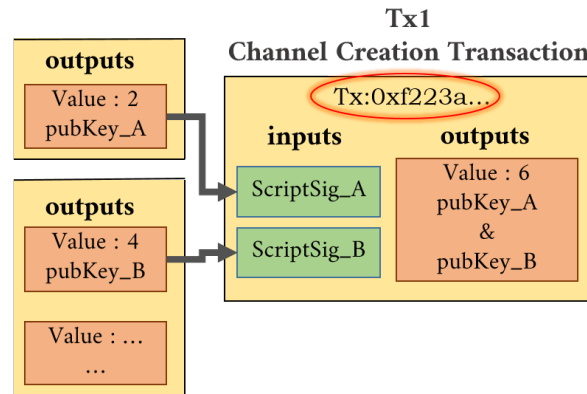 Tx1
Channel Creation Transaction
outputs
Value : 2
pubKey_A
outputs
Value : 4
pubKey_B
Value : ...
...
Tx:0xf223a...
inputs
ScriptSig_A
ScriptSig_B
outputs
Value : 6
pubKey_A
&
pubKey_B